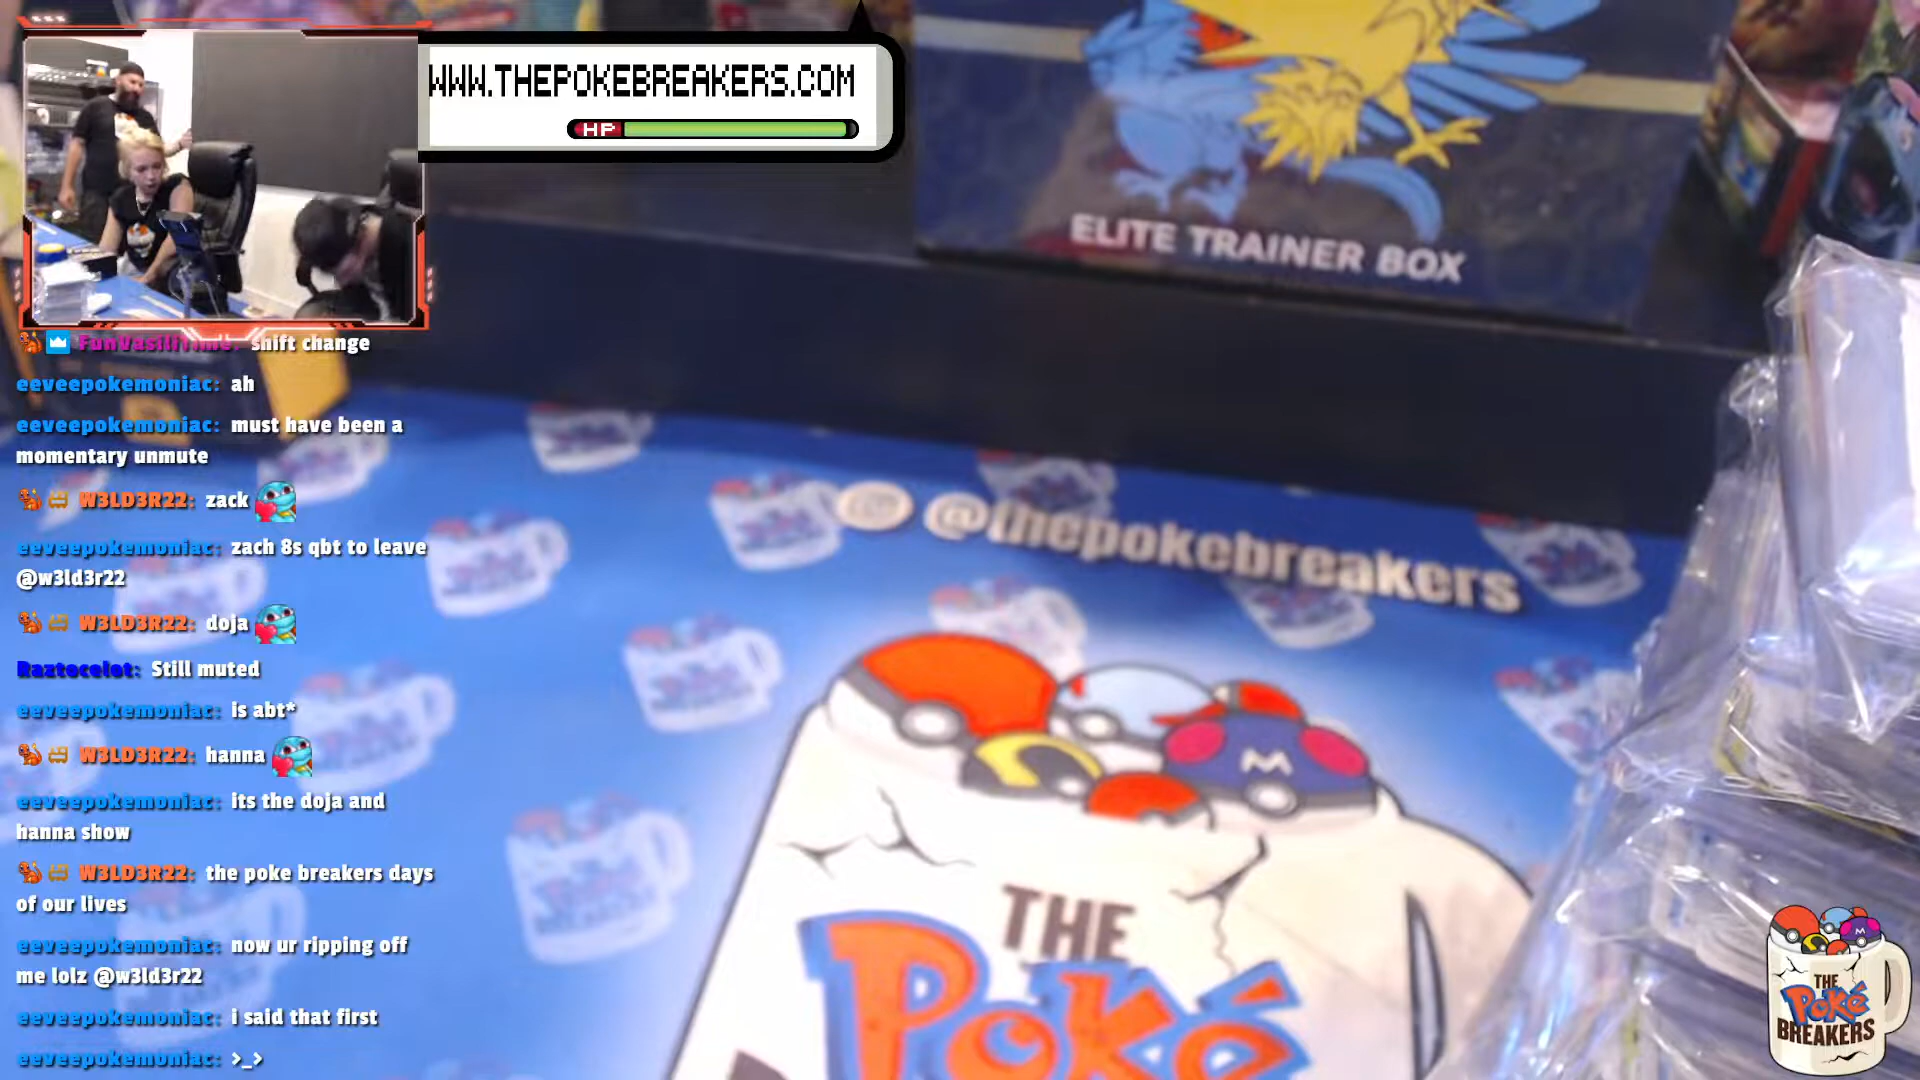 WWW.THEPOKEBREAKERS.COM
HP
ELITE TRAINER BOX
FunVasiliTime: shift change
eeveepokemoniac: ah
eeveepokemoniac: must have been a
momentary unmute
W3LD3R22: zack
eeveepokemoniac: zach 8s qbt to leave
@w3ld3r22
W3LD3R22: doja
Raztocelot: Still muted
eeveepokemoniac: is abt*
W3LD3R22: hanna
eeveepokemoniac: its the doja and
hanna show
W3LD3R22: the poke breakers days
of our lives
eeveepokemoniac: now ur ripping off
me lolz @w3ld3r22
eeveepokemoniac: i said that first
eeveepokemoniac: >_>
@thepokebreakers
M
THE
Poké
M
THE
Poké
BREAKERS